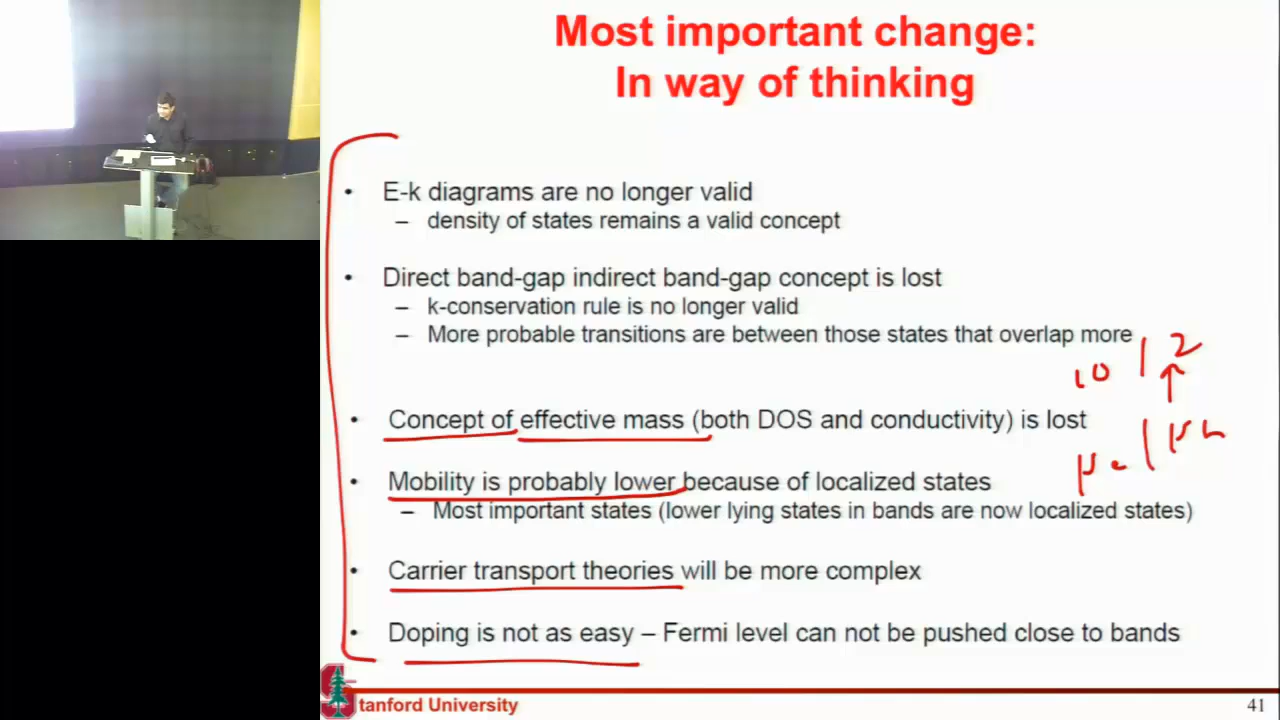 Most important change:
In way of thinking
• E-k diagrams are no longer valid
– density of states remains a valid concept
• Direct band-gap indirect band-gap concept is lost
– k-conservation rule is no longer valid
– More probable transitions are between those states that overlap more
10 | 2
• Concept of effective mass (both DOS and conductivity) is lost
μe | μh
• Mobility is probably lower because of localized states
– Most important states (lower lying states in bands are now localized states)
• Carrier transport theories will be more complex
• Doping is not as easy – Fermi level can not be pushed close to bands
Stanford University
41